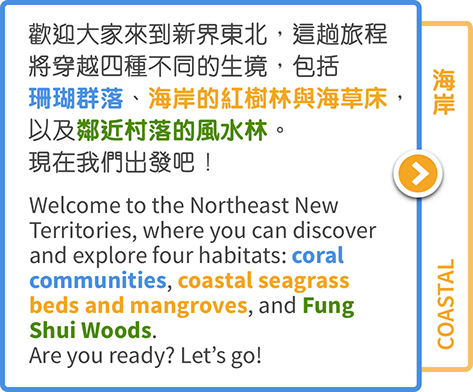 歡迎大家來到新界東北，這趟旅程
將穿越四種不同的生境，包括
珊瑚群落、海岸的紅樹林與海草床，
以及鄰近村落的風水林。
現在我們出發吧！
Welcome to the Northeast New
Territories, where you can discover
and explore four habitats: coral
communities, coastal seagrass
beds and mangroves, and Fung
Shui Woods.
Are you ready? Let's go!
海岸
COASTAL